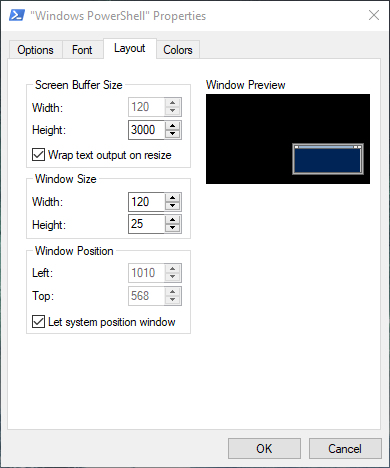 "Windows PowerShell" Properties
Options Font Layout Colors
Screen Buffer Size
Width: 120
Height: 3000
Wrap text output on resize
Window Size
Width: 120
Height: 25
Window Position
Left: 1010
Top: 568
Let system position window
Window Preview
OK Cancel